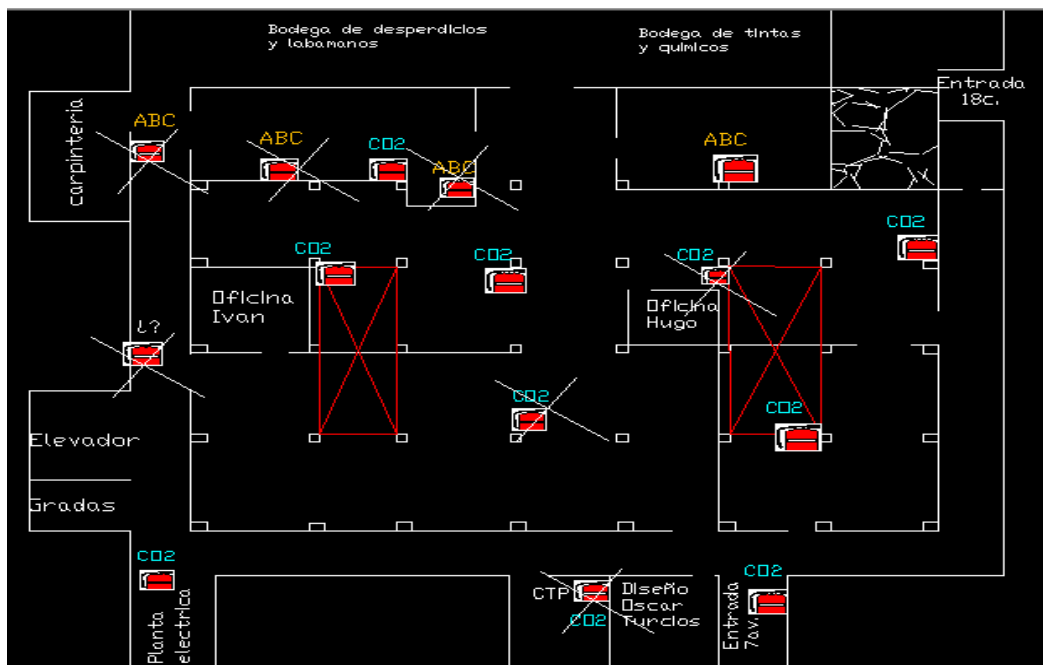 Bodega de desperdicios
y labamanos
Bodega de tintas
y quimicos
Entrada
18c.
carpinteria
ABC
ABC
CO2
ABC
ABC
CO2
CO2
CO2
CO2
Oficina
Ivan
Oficina
Hugo
¿?
CO2
CO2
Elevador
Gradas
CO2
Planta
electrica
CTP
CO2
Diseño
Oscar
Turcios
CO2
Entrada
7av.